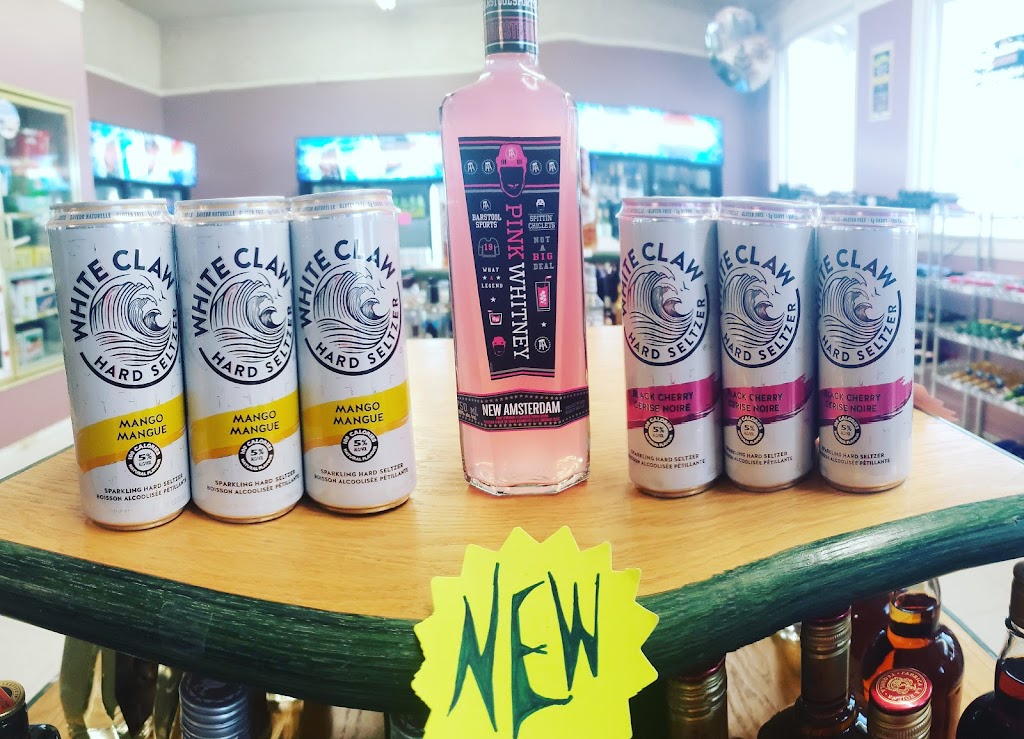 WHITE CLAW
HARD SELTZER
MANGO
MANGUE
5%
SPARKLING HARD SELTZER
BOISSON ALCOOLISÉE PÉTILLANTE
WHITE CLAW
HARD SELTZER
MANGO
MANGUE
5%
SPARKLING HARD SELTZER
BOISSON ALCOOLISÉE PÉTILLANTE
WHITE CLAW
HARD SELTZER
MANGO
MANGUE
5%
SPARKLING HARD SELTZER
BOISSON ALCOOLISÉE PÉTILLANTE
BARSTOOL
SPORTS
19
WHAT
A
LEGEND
PINK WHITNEY
SPITTIN'
CHICLETS
NOT
A
BIG
DEAL
NEW AMSTERDAM
WHITE CLAW
HARD SELTZER
BLACK CHERRY
CERISE NOIRE
5%
SPARKLING HARD SELTZER
BOISSON ALCOOLISÉE PÉTILLANTE
WHITE CLAW
HARD SELTZER
BLACK CHERRY
CERISE NOIRE
5%
SPARKLING HARD SELTZER
BOISSON ALCOOLISÉE PÉTILLANTE
WHITE CLAW
HARD SELTZER
BLACK CHERRY
CERISE NOIRE
5%
SPARKLING HARD SELTZER
BOISSON ALCOOLISÉE PÉTILLANTE
NEW